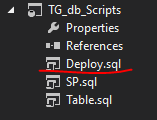 TG_db_Scripts
Properties
References
Deploy.sql
SP.sql
Table.sql